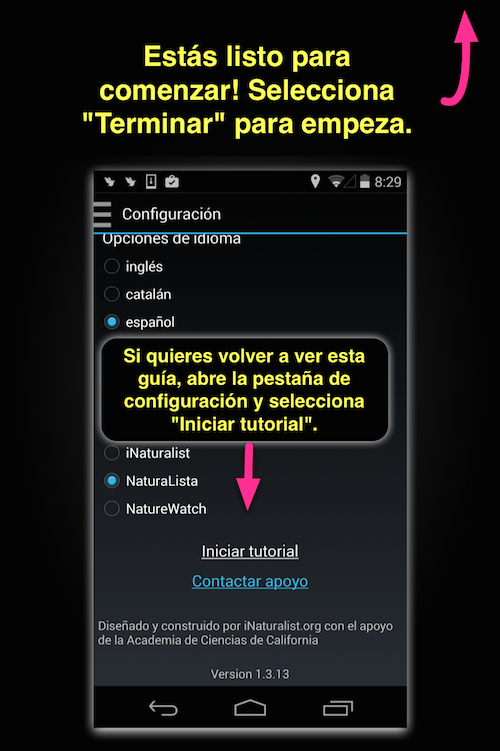 Estás listo para
comenzar! Selecciona
"Terminar" para empeza.
8:29
Configuración
Opciones de idioma
inglés
catalán
español
Si quieres volver a ver esta
guía, abre la pestaña de
configuración y selecciona
"Iniciar tutorial".
iNaturalist
NaturaLista
NatureWatch
Iniciar tutorial
Contactar apoyo
Diseñado y construido por iNaturalist.org con el apoyo
de la Academia de Ciencias de California
Version 1.3.13